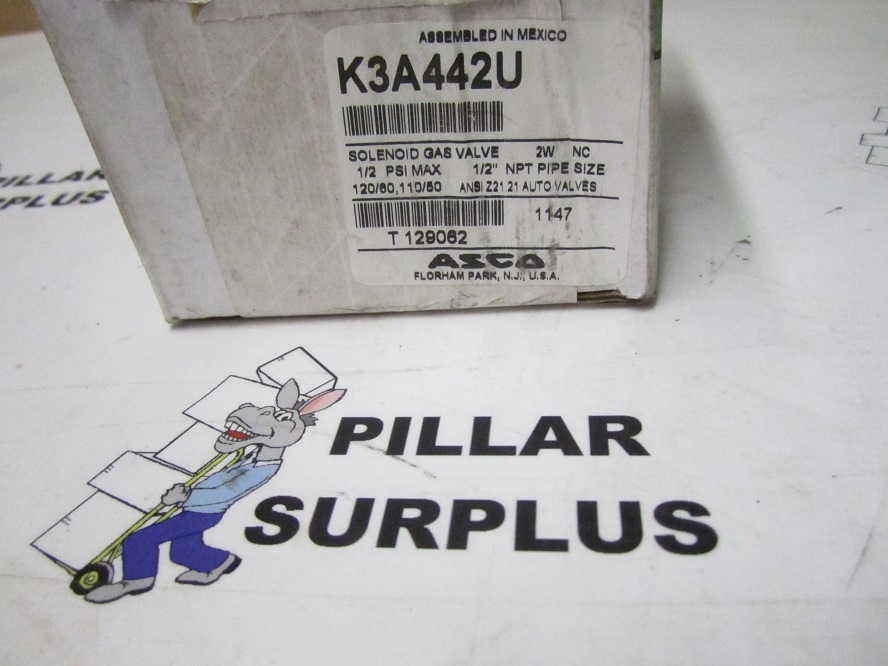 ASSEMBLED IN MEXICO
K3A442U
SOLENOID GAS VALVE 2W NC
1/2 PSI MAX 1/2" NPT PIPE SIZE
120/60,110/50 ANSI Z21 21 AUTO VALVES
1147
T 129062
ASCO
FLORHAM PARK, N.J., U.S.A.
PILLAR
SURPLUS
PILLAR
SURPLUS